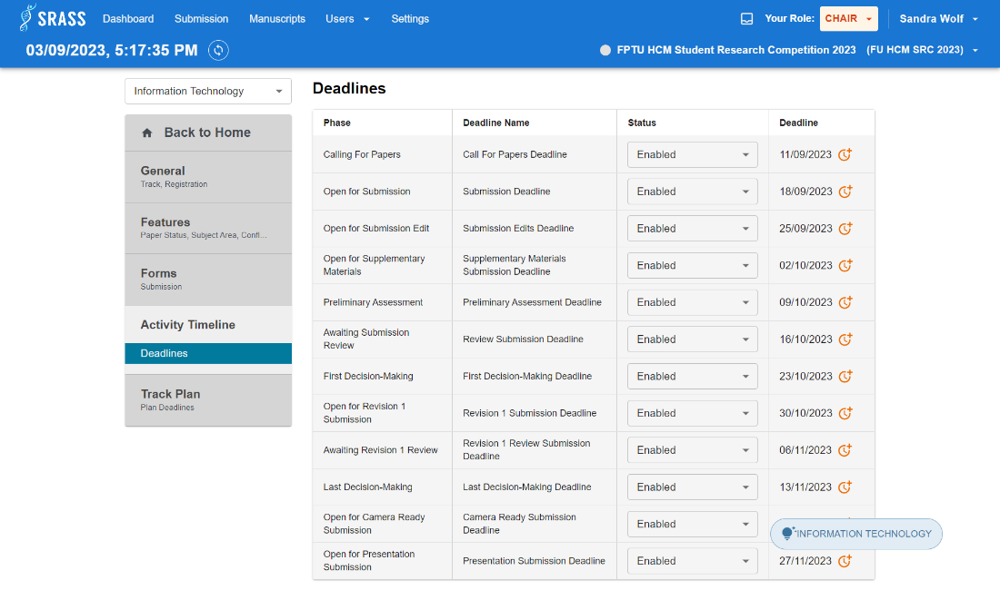 SRASS Dashboard Submission Manuscripts Users Settings Your Role: CHAIR Sandra Wolf
03/09/2023, 5:17:35 PM FPTU HCM Student Research Competition 2023 (FU HCM SRC 2023)
Information Technology
Back to Home
General
Track, Registration
Features
Paper Status, Subject Area, Confl...
Forms
Submission
Activity Timeline
Deadlines
Track Plan
Plan Deadlines
Deadlines
Phase Deadline Name Status Deadline
Calling For Papers Call For Papers Deadline Enabled 11/09/2023
Open for Submission Submission Deadline Enabled 18/09/2023
Open for Submission Edit Submission Edits Deadline Enabled 25/09/2023
Open for Supplementary
Materials
Supplementary Materials
Submission Deadline
Enabled 02/10/2023
Preliminary Assessment Preliminary Assessment Deadline Enabled 09/10/2023
Awaiting Submission
Review
Review Submission Deadline Enabled 16/10/2023
First Decision-Making First Decision-Making Deadline Enabled 23/10/2023
Open for Revision 1
Submission
Revision 1 Submission Deadline Enabled 30/10/2023
Awaiting Revision 1 Review
Revision 1 Review Submission
Deadline
Enabled 06/11/2023
Last Decision-Making Last Decision-Making Deadline Enabled 13/11/2023
Open for Camera Ready
Submission
Camera Ready Submission
Deadline
Enabled
INFORMATION TECHNOLOGY
Open for Presentation
Submission
Presentation Submission Deadline Enabled 27/11/2023